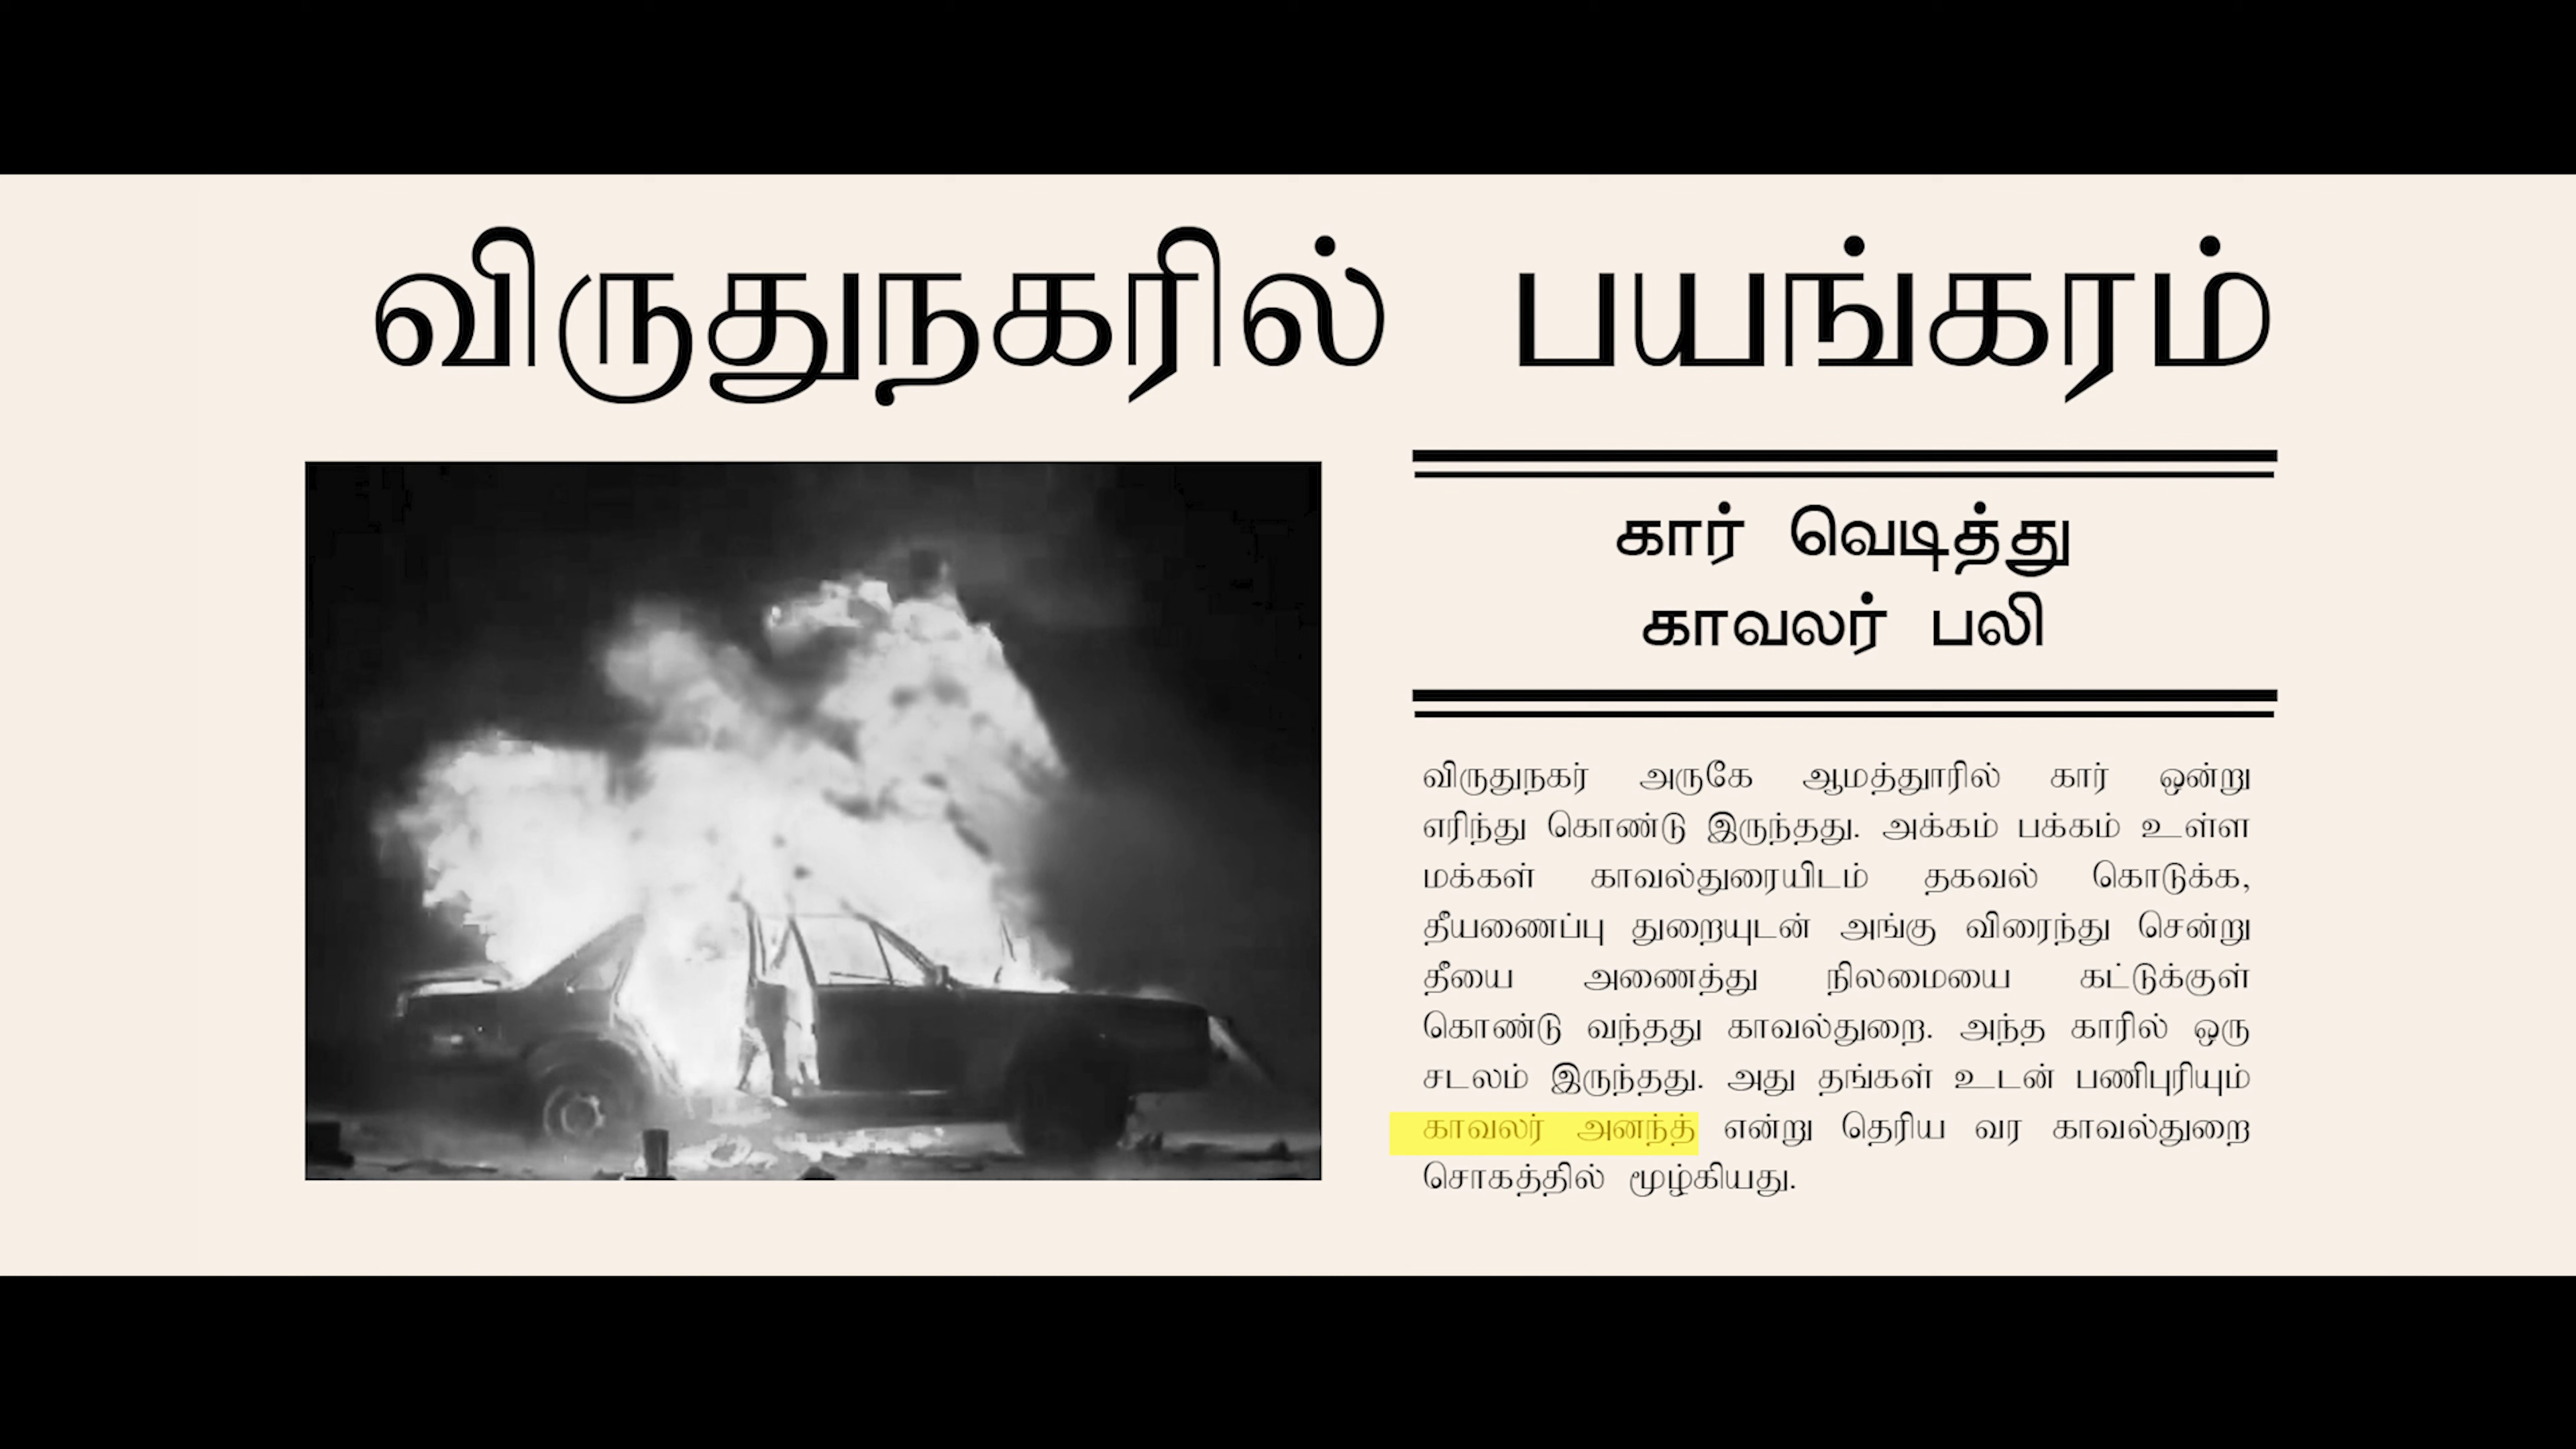 விருதுநகரில் பயங்கரம்
கார் வெடித்து
காவலர் பலி
விருதுநகர் அருகே ஆமத்தூரில் கார் ஒன்று
எரிந்து கொண்டு இருந்தது. அக்கம் பக்கம் உள்ள
மக்கள் காவல்துரையிடம் தகவல் கொடுக்க,
தீயணைப்பு துறையுடன் அங்கு விரைந்து சென்று
தீயை அணைத்து நிலமையை கட்டுக்குள்
கொண்டு வந்தது காவல்துறை. அந்த காரில் ஒரு
சடலம் இருந்தது. அது தங்கள் உடன் பணிபுரியும்
காவலர் அனந்த் என்று தெரிய வர காவல்துறை
சொகத்தில் மூழ்கியது.